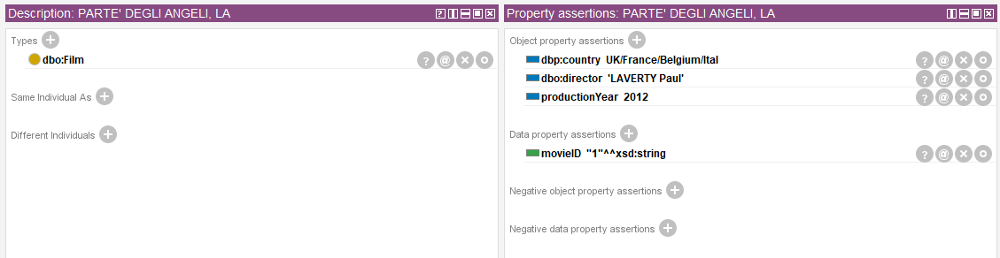 Description: PARTE' DEGLI ANGELI, LA
Types
dbo:Film
Same Individual As
Different Individuals
Property assertions: PARTE' DEGLI ANGELI, LA
Object property assertions
dbp:country UK/France/Belgium/Ital
dbo:director 'LAVERTY Paul'
productionYear 2012
Data property assertions
movieID "1"^^xsd:string
Negative object property assertions
Negative data property assertions